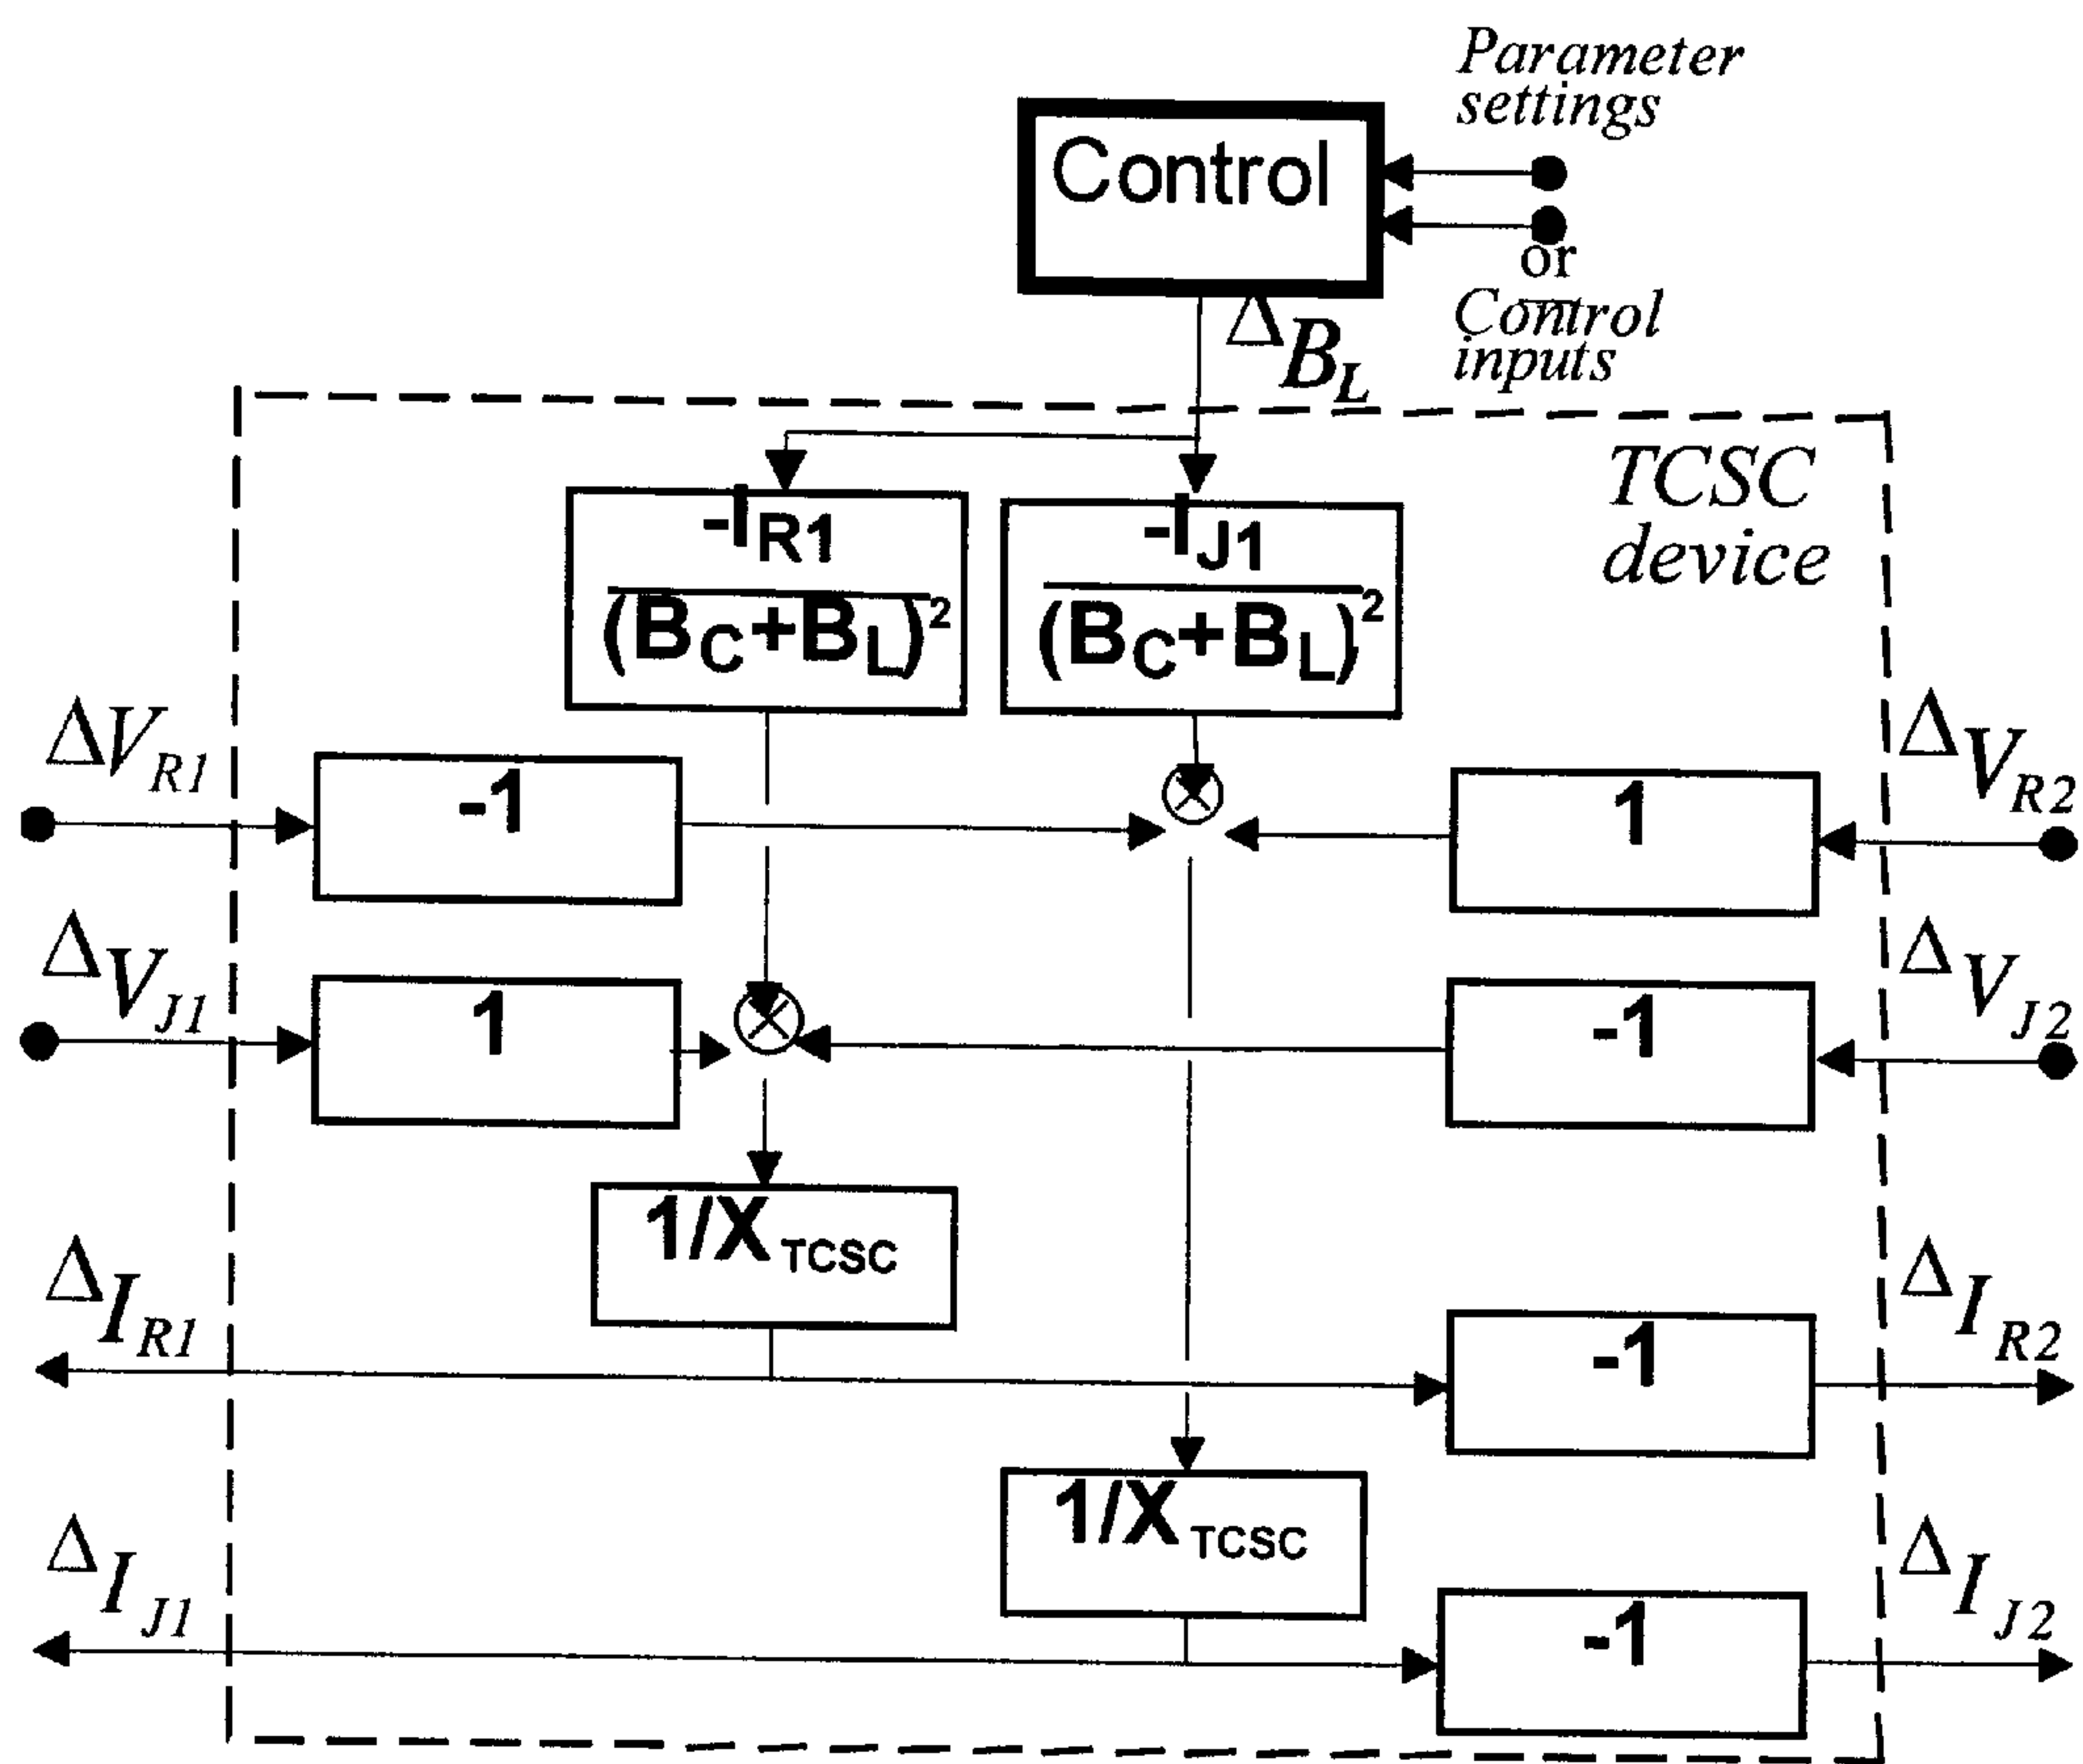 Parameter
settings
Control
or
Control
inputs
ΔB_L
TCSC
device
-I_R1
(B_C+B_L)²
-I_J1
(B_C+B_L)²
ΔV_R1
-1
1
ΔV_R2
ΔV_J1
1
-1
ΔV_J2
1/X_TCSC
ΔI_R1
-1
ΔI_R2
1/X_TCSC
ΔI_J1
-1
ΔI_J2